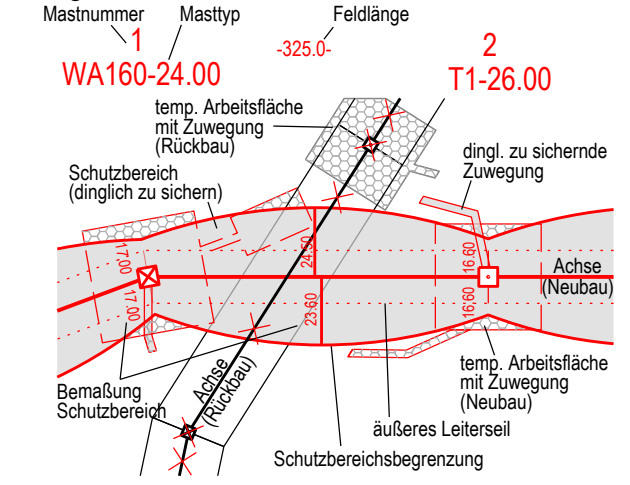 Mastnummer
Masttyp
Feldlänge
1
WA160-24.00
-325.0-
2
T1-26.00
temp. Arbeitsfläche
mit Zuwegung
(Rückbau)
dingl. zu sichernde
Zuwegung
Schutzbereich
(dinglich zu sichern)
17.00
17.00
24.50
23.60
16.60
16.60
Achse
(Neubau)
Achse
(Rückbau)
Bemaßung
Schutzbereich
temp. Arbeitsfläche
mit Zuwegung
(Neubau)
äußeres Leiterseil
Schutzbereichsbegrenzung